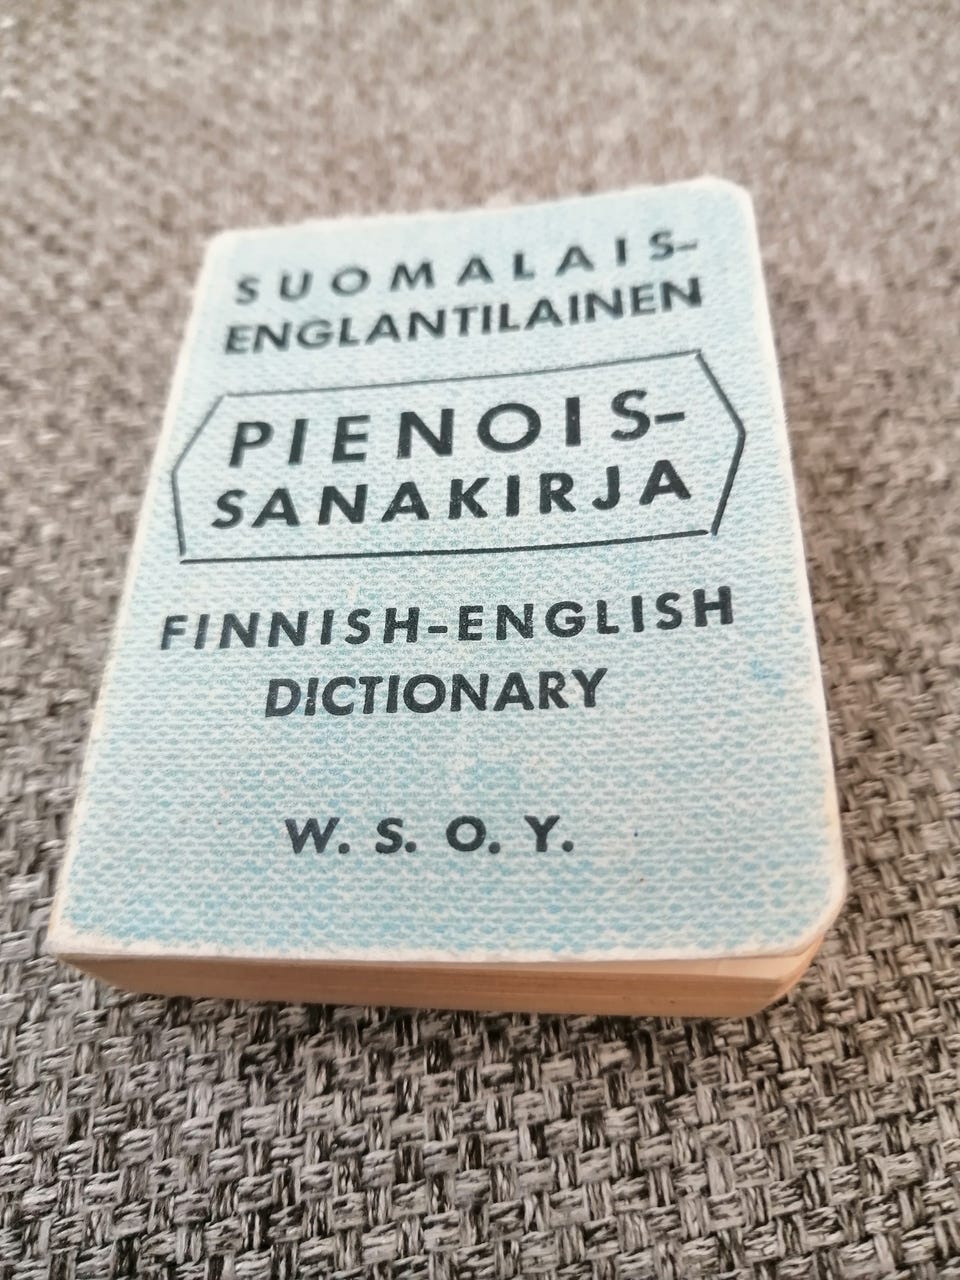 SUOMALAIS-
ENGLANTILAINEN
PIENOIS-
SANAKIRJA
FINNISH-ENGLISH
DICTIONARY
W. S. O. Y.